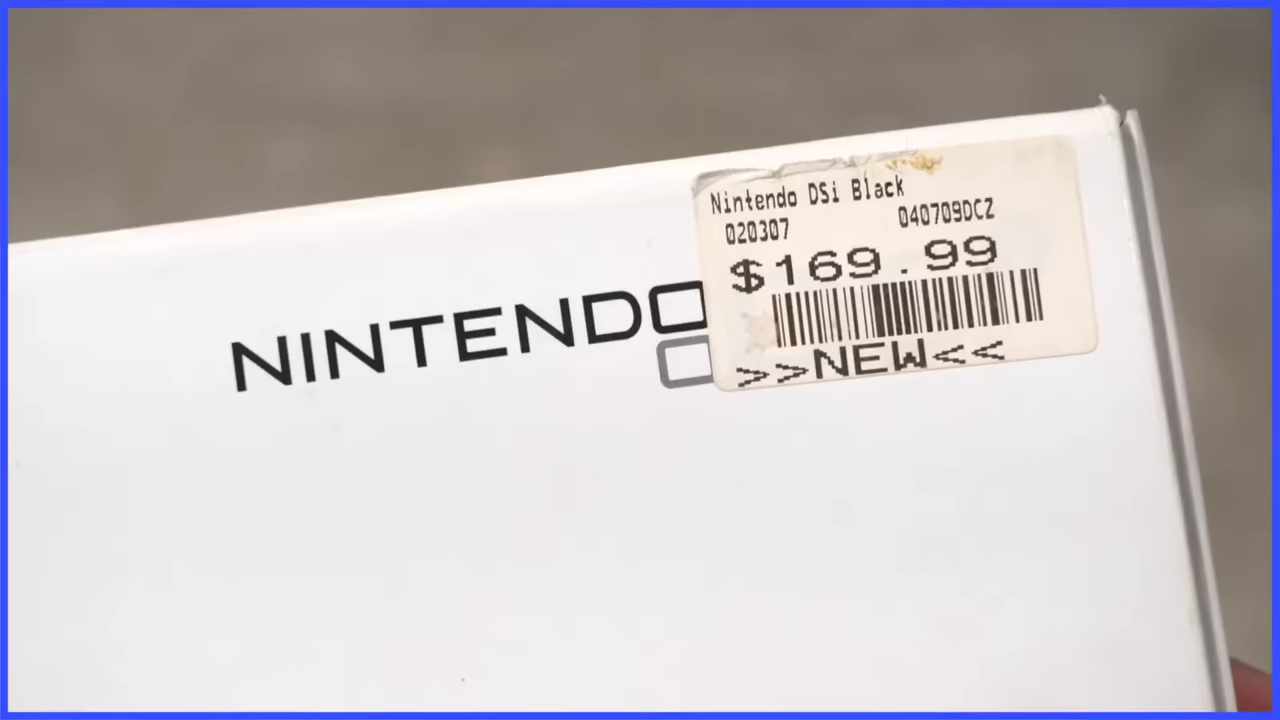 Nintendo DSi Black
020307 040709DCZ
$169.99
>>NEW<<
NINTENDO